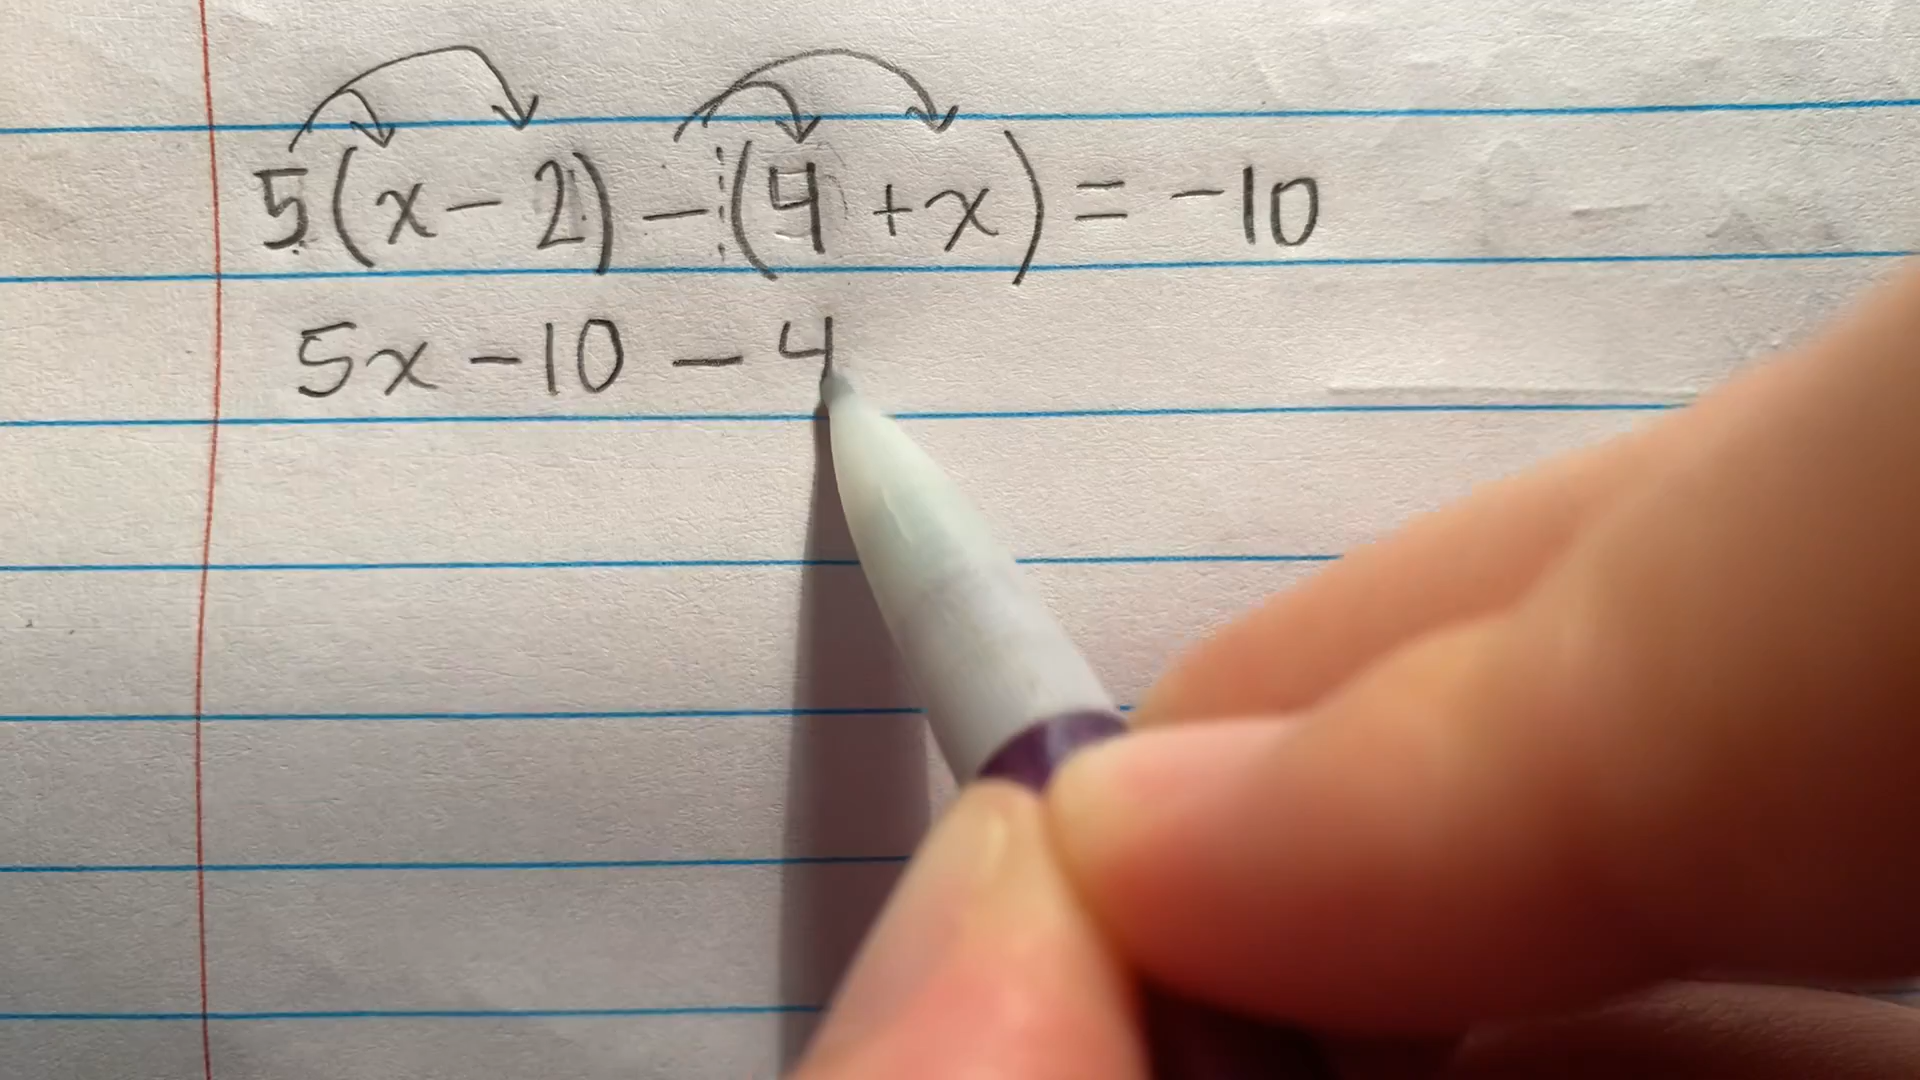 5(x - 2) - (4 + x) = -10
5x - 10 - 4